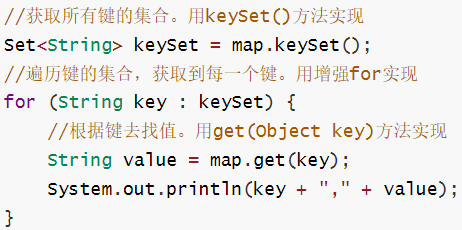 //获取所有键的集合。用keySet()方法实现
Set<String> keySet = map.keySet();
//遍历键的集合，获取到每一个键。用增强for实现
for (String key : keySet) {
    //根据键去找值。用get(Object key)方法实现
    String value = map.get(key);
    System.out.println(key + "," + value);
}